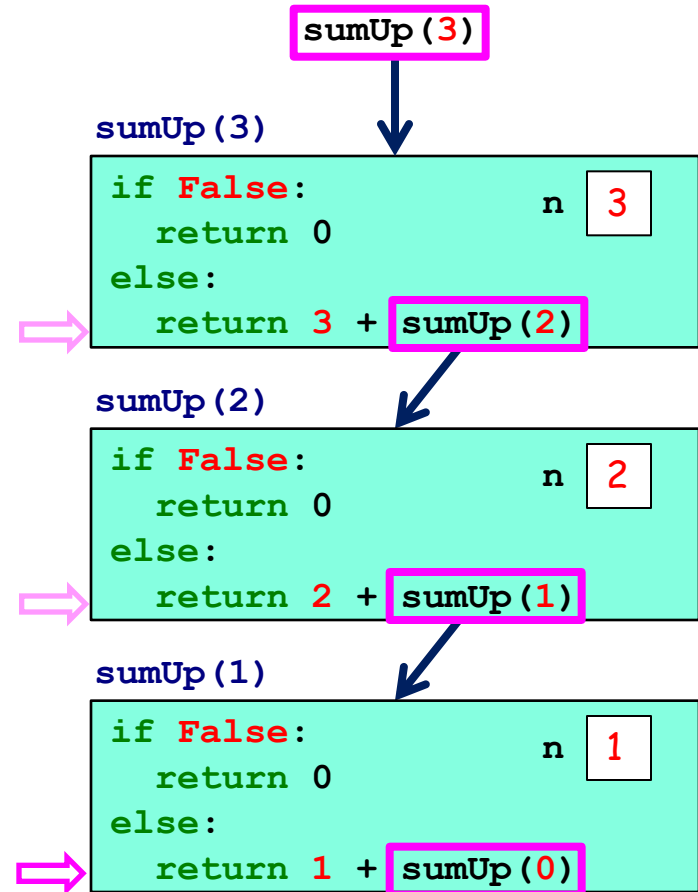 sumUp(3)
sumUp(3)
if False:
n 3
return 0
else:
return 3 + sumUp(2)
sumUp(2)
if False:
n 2
return 0
else:
return 2 + sumUp(1)
sumUp(1)
if False:
n 1
return 0
else:
return 1 + sumUp(0)